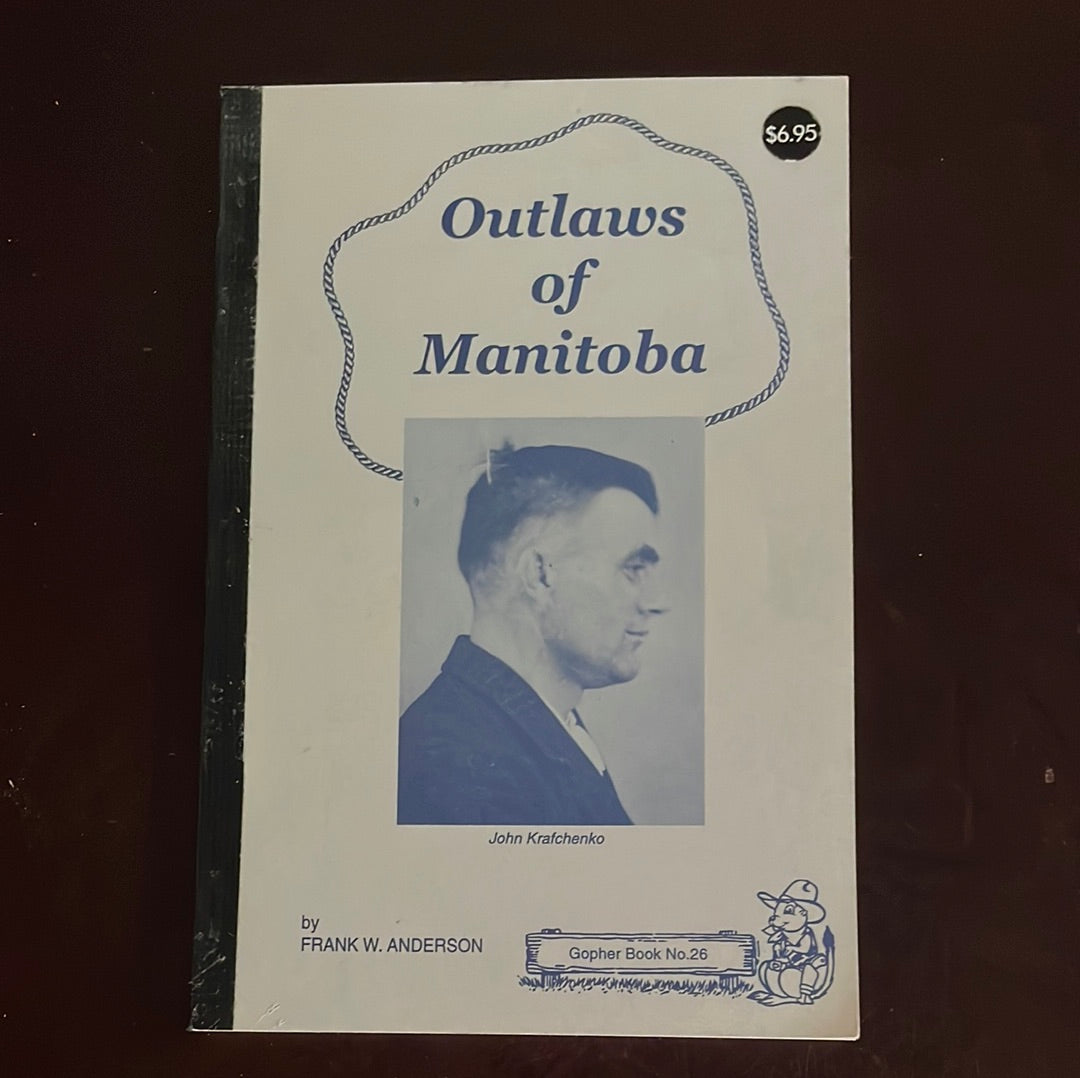 $6.95
Outlaws
of
Manitoba
John Krafchenko
by
FRANK W. ANDERSON
Gopher Book No.26